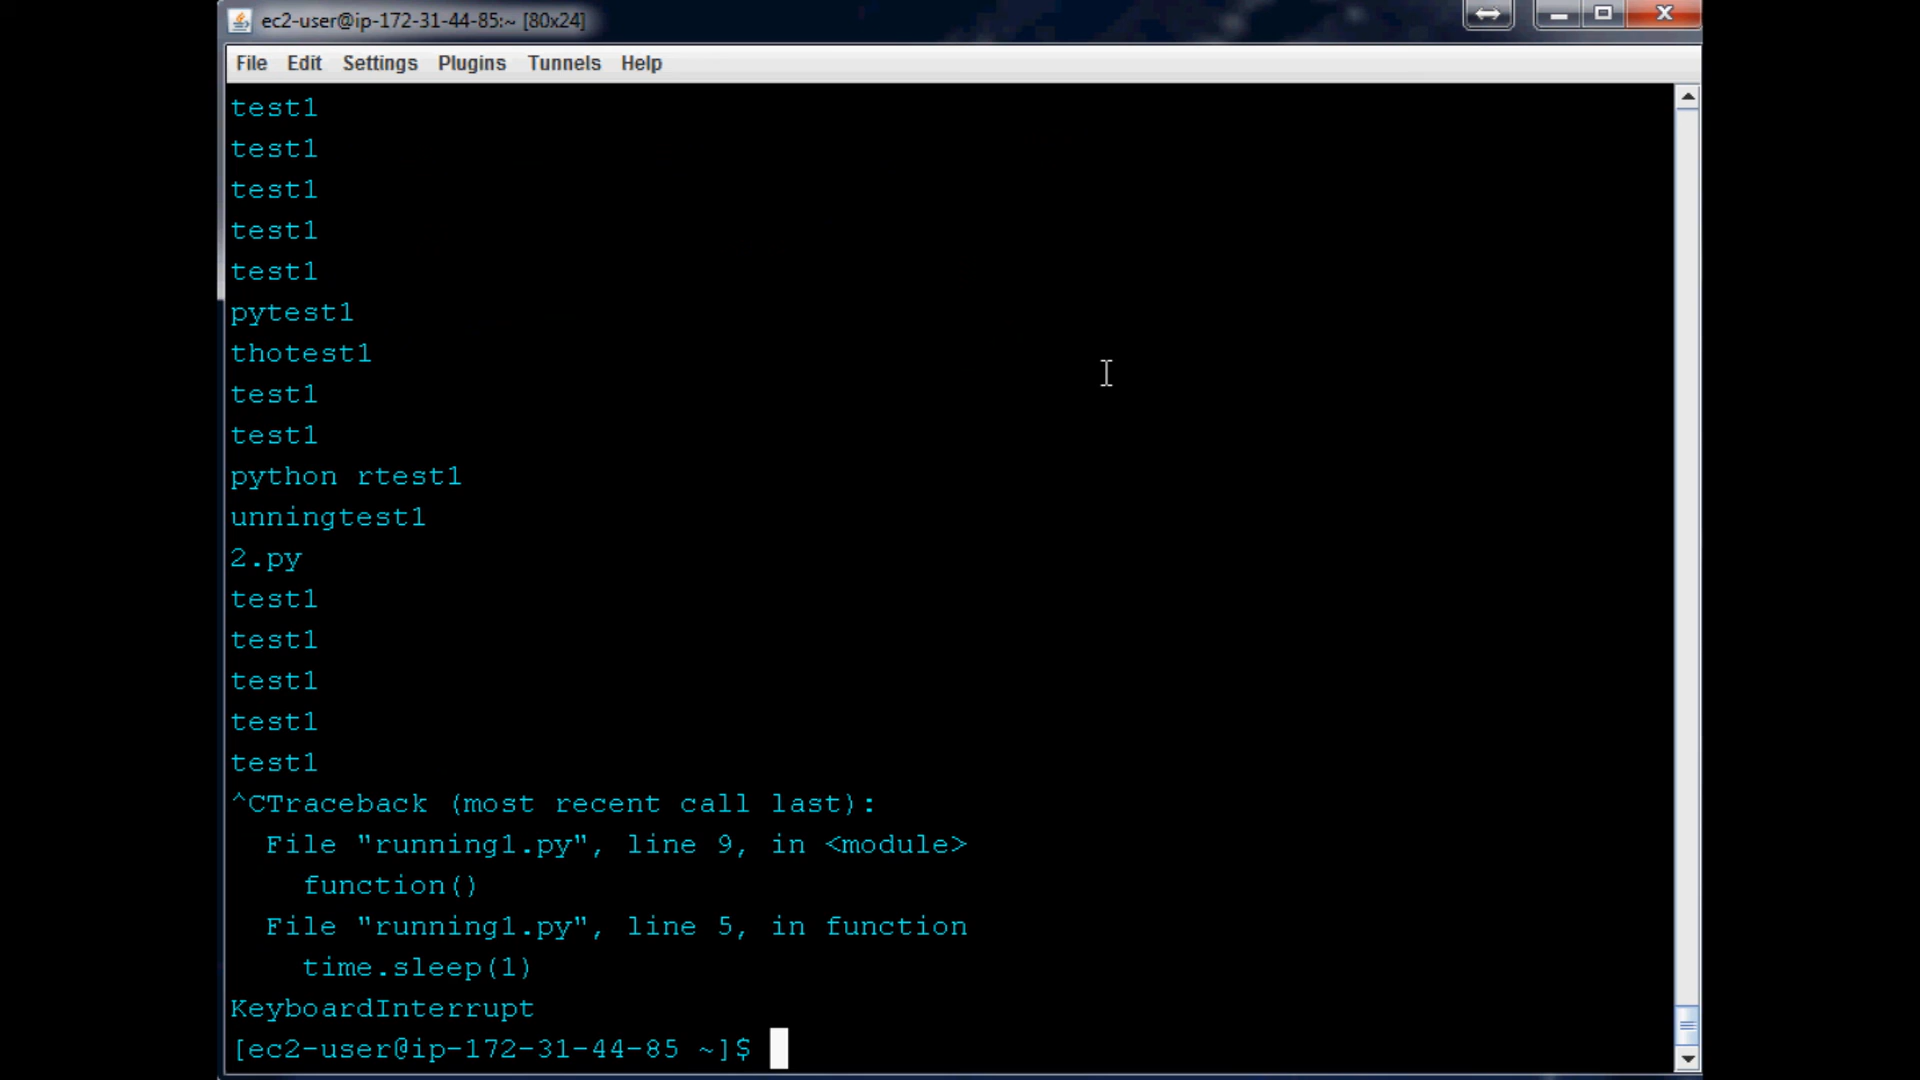 ec2-user@ip-172-31-44-85:~ [80x24]
File Edit Settings Plugins Tunnels Help
test1
test1
test1
test1
test1
pytest1
thotest1
test1
test1
python rtest1
unningtest1
2.py
test1
test1
test1
test1
test1
^CTraceback (most recent call last):
  File "running1.py", line 9, in <module>
    function()
  File "running1.py", line 5, in function
    time.sleep(1)
KeyboardInterrupt
[ec2-user@ip-172-31-44-85 ~]$